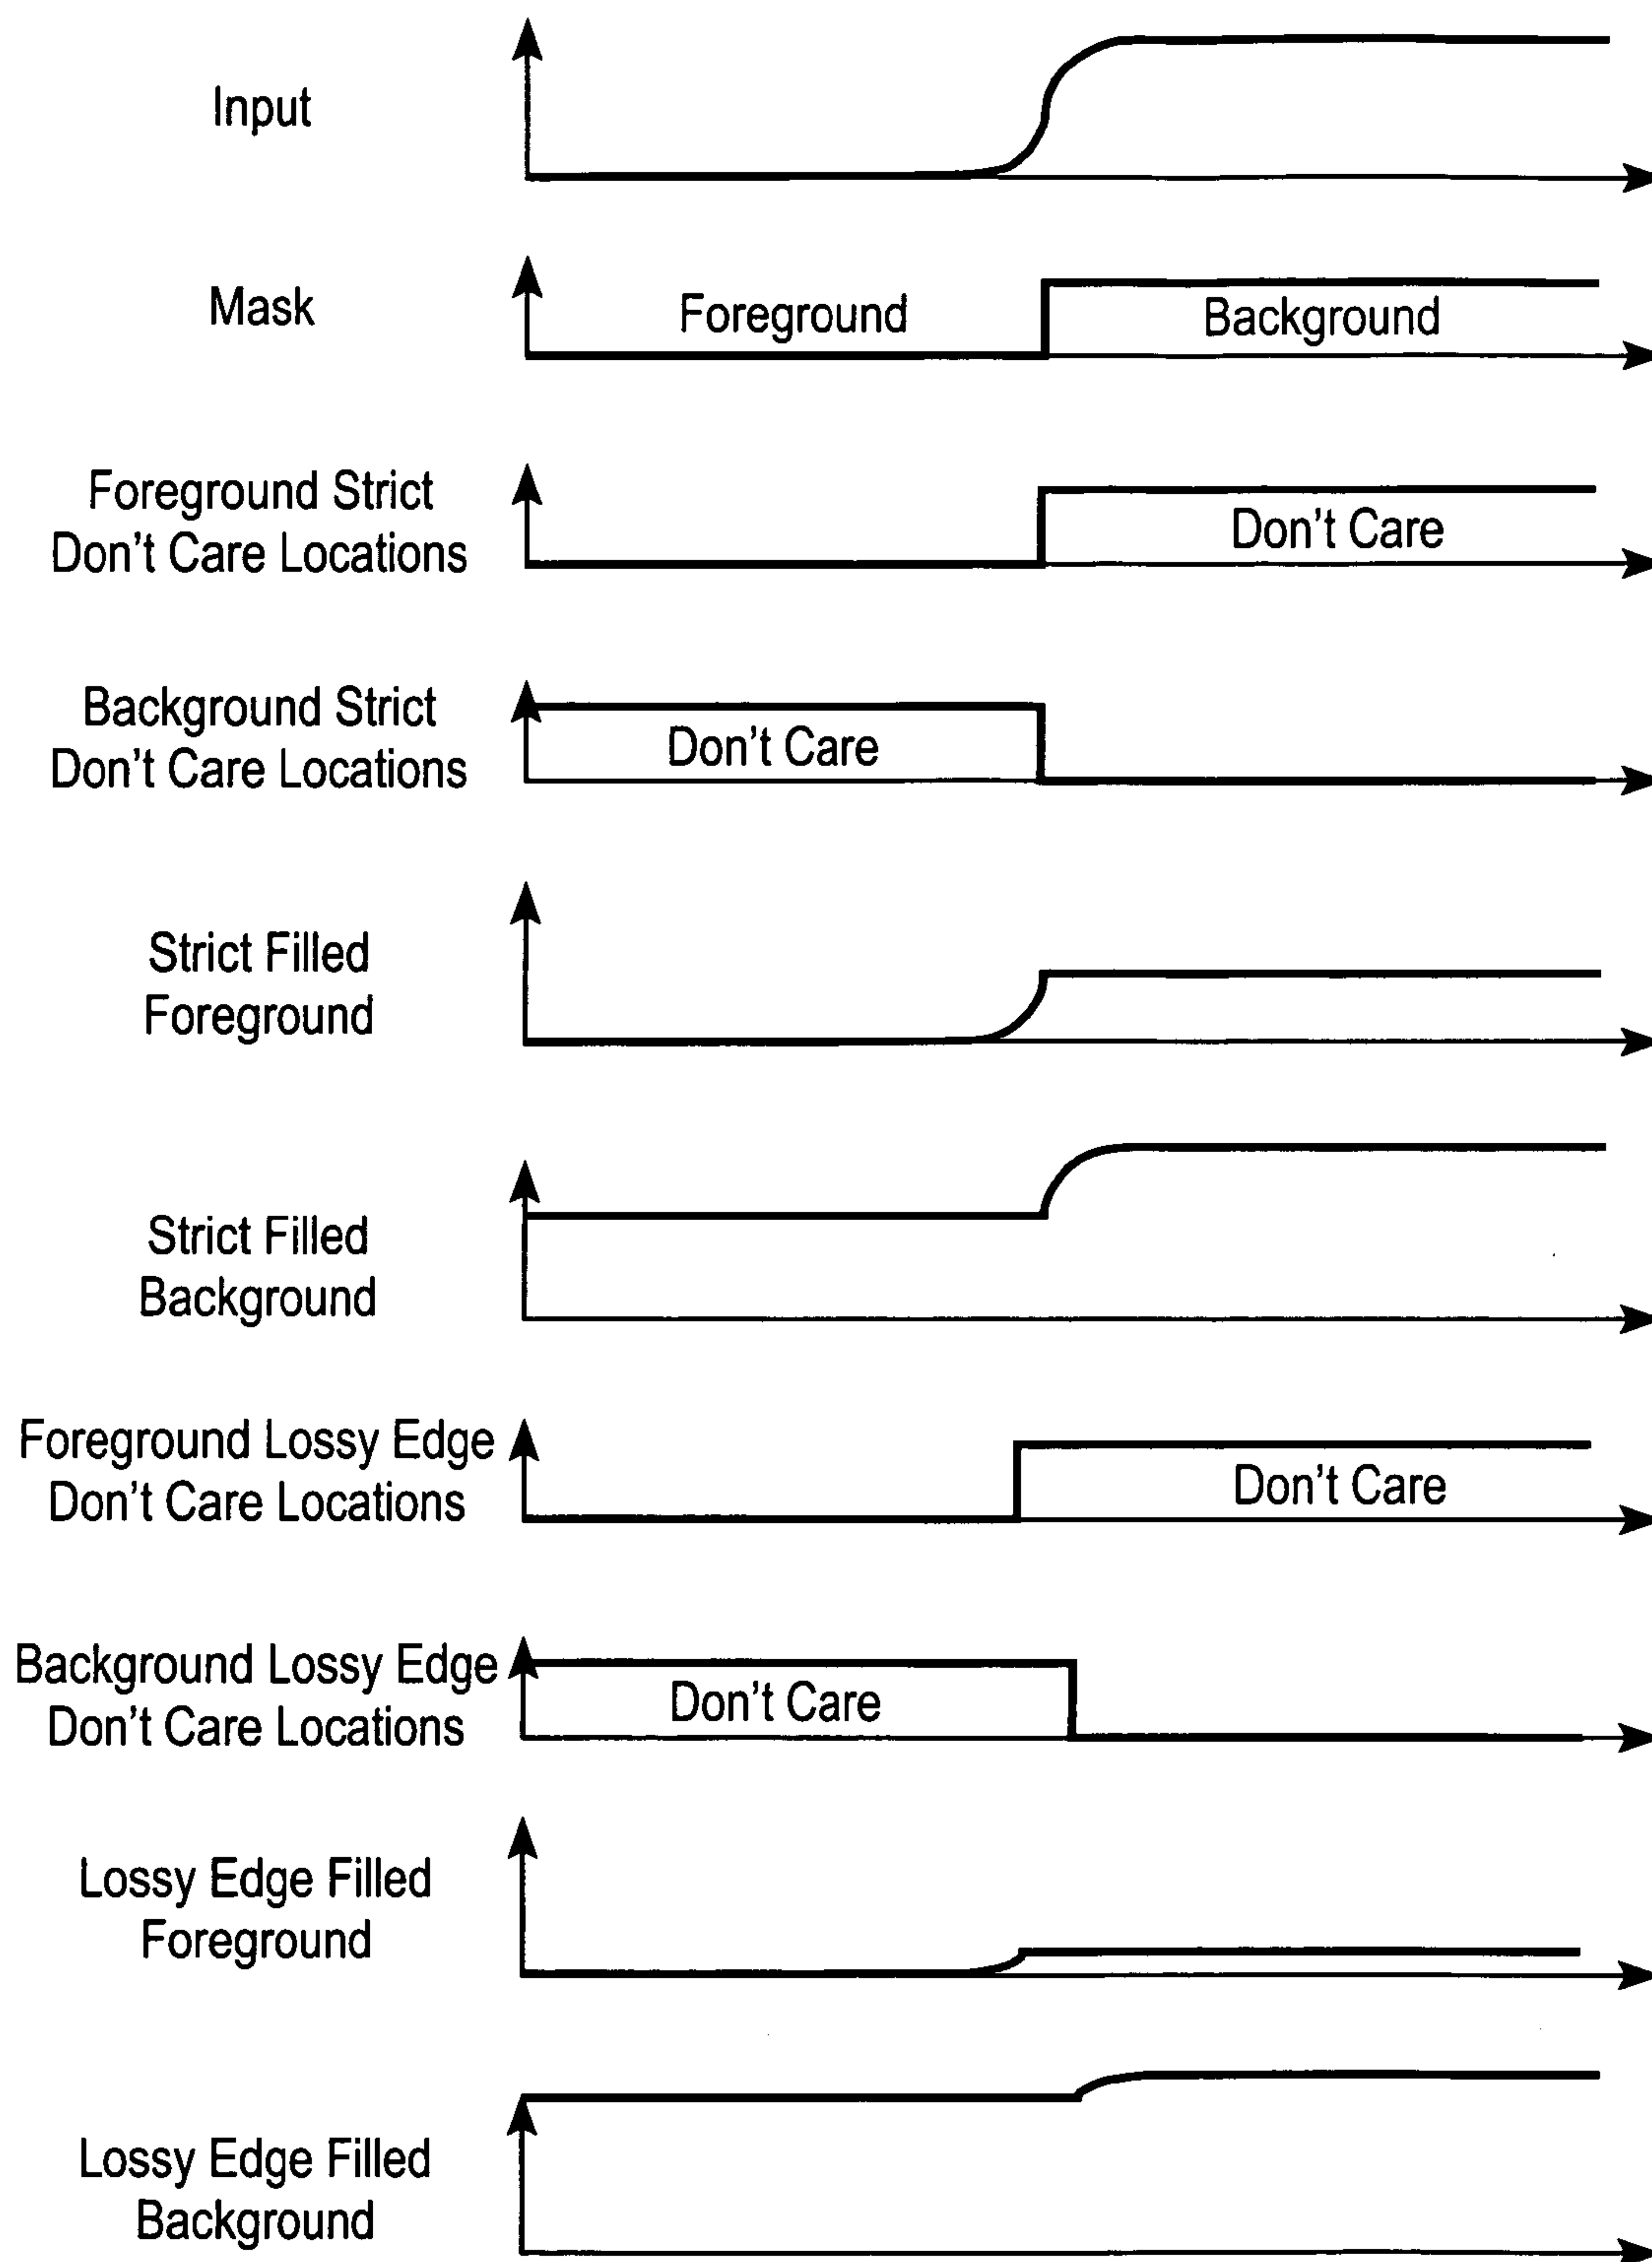 Input
Mask
Foreground
Background
Foreground Strict
Don't Care Locations
Don't Care
Background Strict
Don't Care Locations
Don't Care
Strict Filled
Foreground
Strict Filled
Background
Foreground Lossy Edge
Don't Care Locations
Don't Care
Background Lossy Edge
Don't Care Locations
Don't Care
Lossy Edge Filled
Foreground
Lossy Edge Filled
Background